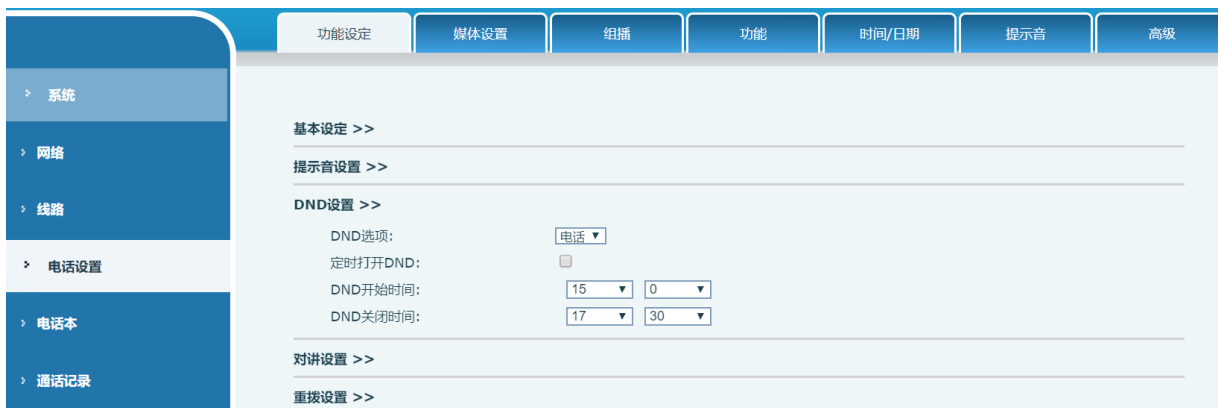 功能设定 媒体设置 组播 功能 时间/日期 提示音 高级
系统
基本设定 >>
网络
提示音设置 >>
线路
DND设置 >>
DND选项: 电话
电话设置
定时打开DND:
DND开始时间: 15 0
DND关闭时间: 17 30
电话本
对讲设置 >>
通话记录
重拨设置 >>